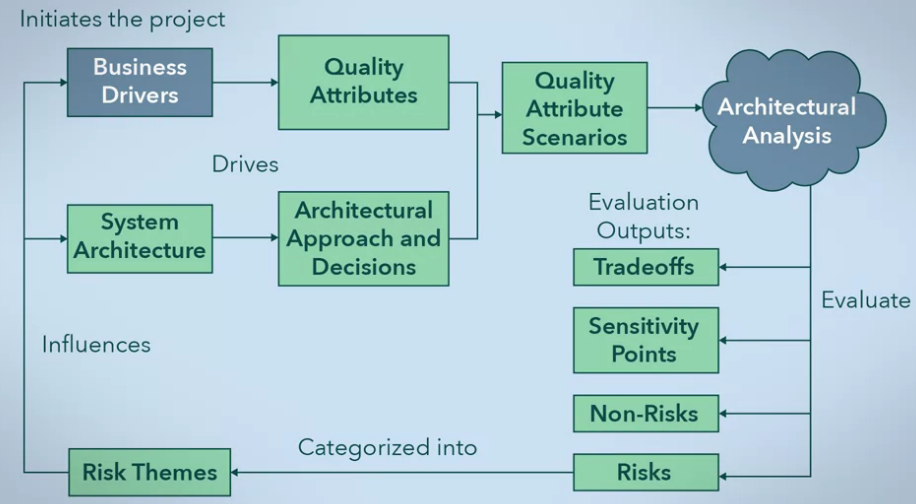 Initiates the project
Business
Drivers
Quality
Attributes
Quality
Attribute
Scenarios
Architectural
Analysis
Drives
System
Architecture
Architectural
Approach and
Decisions
Evaluation
Outputs:
Tradeoffs
Sensitivity
Points
Non-Risks
Risks
Evaluate
Influences
Categorized into
Risk Themes